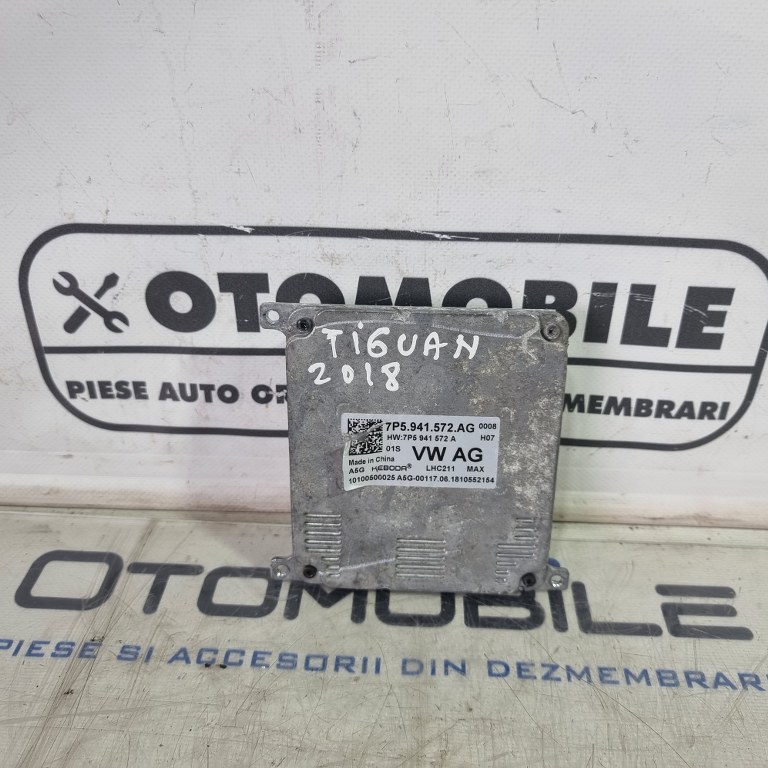 OTOMOBILE
PIESE AUTO
MEMBRARI
TIGUAN
2018
7P5.941.572.AG 0008
HW:7P5 941 572 A H07
01S VW AG
Made in China
A5G KEBODA® LHC211 MAX
10100500025 A5G-00117.06.1810552154
OTOMOBILE
PIESE SI ACCESORII DIN DEZMEMBRARI